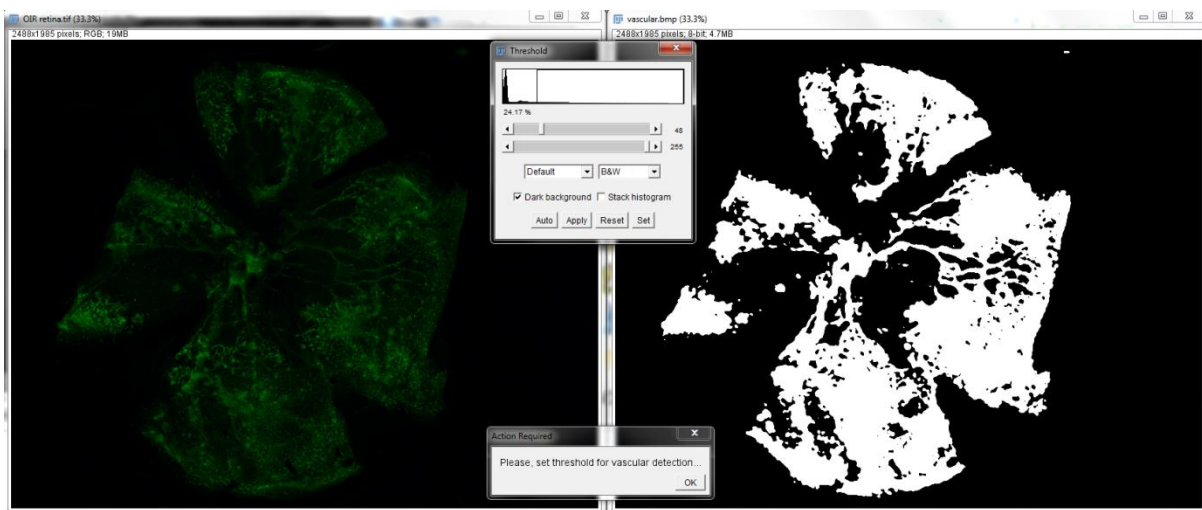 OIR retina.tif (33.3%)
2488x1985 pixels; RGB; 19MB
vascular.bmp (33.3%)
2488x1985 pixels; 8-bit; 4.7MB
Threshold
24.17 %
48
255
Default B&W
Dark background Stack histogram
Auto Apply Reset Set
Action Required
Please, set threshold for vascular detection...
OK